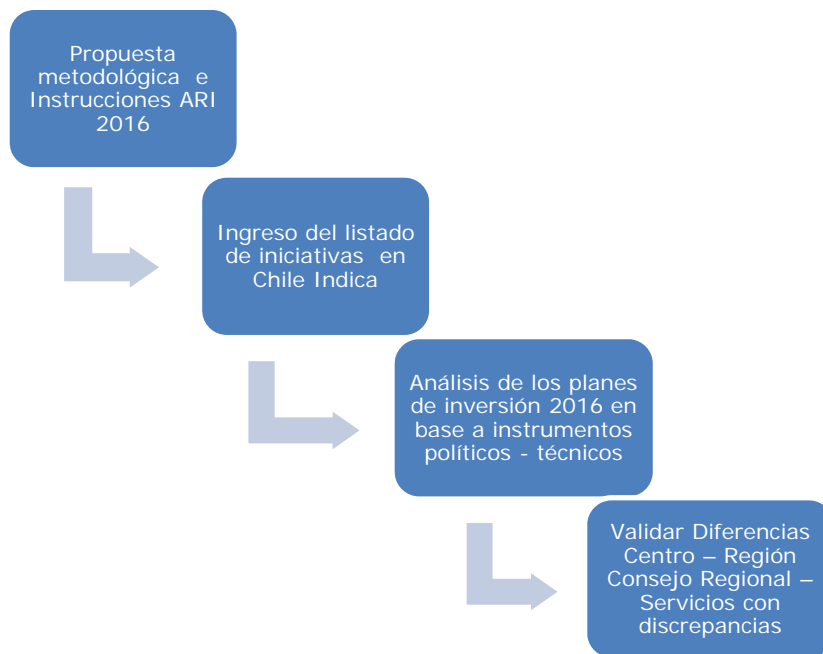 Propuesta
metodológica e
Instrucciones ARI
2016
Ingreso del listado
de iniciativas en
Chile Indica
Análisis de los planes
de inversión 2016 en
base a instrumentos
políticos - técnicos
Validar Diferencias
Centro – Región
Consejo Regional –
Servicios con
discrepancias